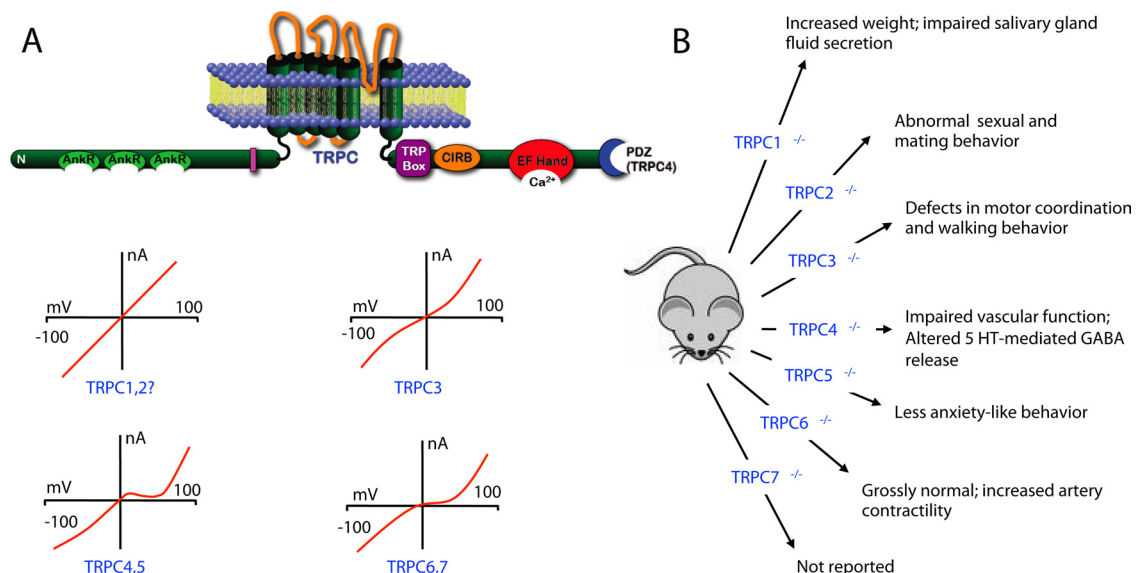 A
N
AnkR
AnkR
AnkR
TRPC
TRP
Box
CIRB
EF Hand
Ca2+
PDZ
(TRPC4)
nA
mV
100
-100
TRPC1,2?
nA
mV
100
-100
TRPC3
nA
mV
100
-100
TRPC4,5
nA
mV
100
-100
TRPC6,7
B
Increased weight; impaired salivary gland
fluid secretion
TRPC1 -/-
Abnormal sexual and
mating behavior
TRPC2 -/-
Defects in motor coordination
and walking behavior
TRPC3 -/-
Impaired vascular function;
Altered 5 HT-mediated GABA
release
TRPC4 -/-
TRPC5 -/-
Less anxiety-like behavior
TRPC6 -/-
Grossly normal; increased artery
contractility
TRPC7 -/-
Not reported